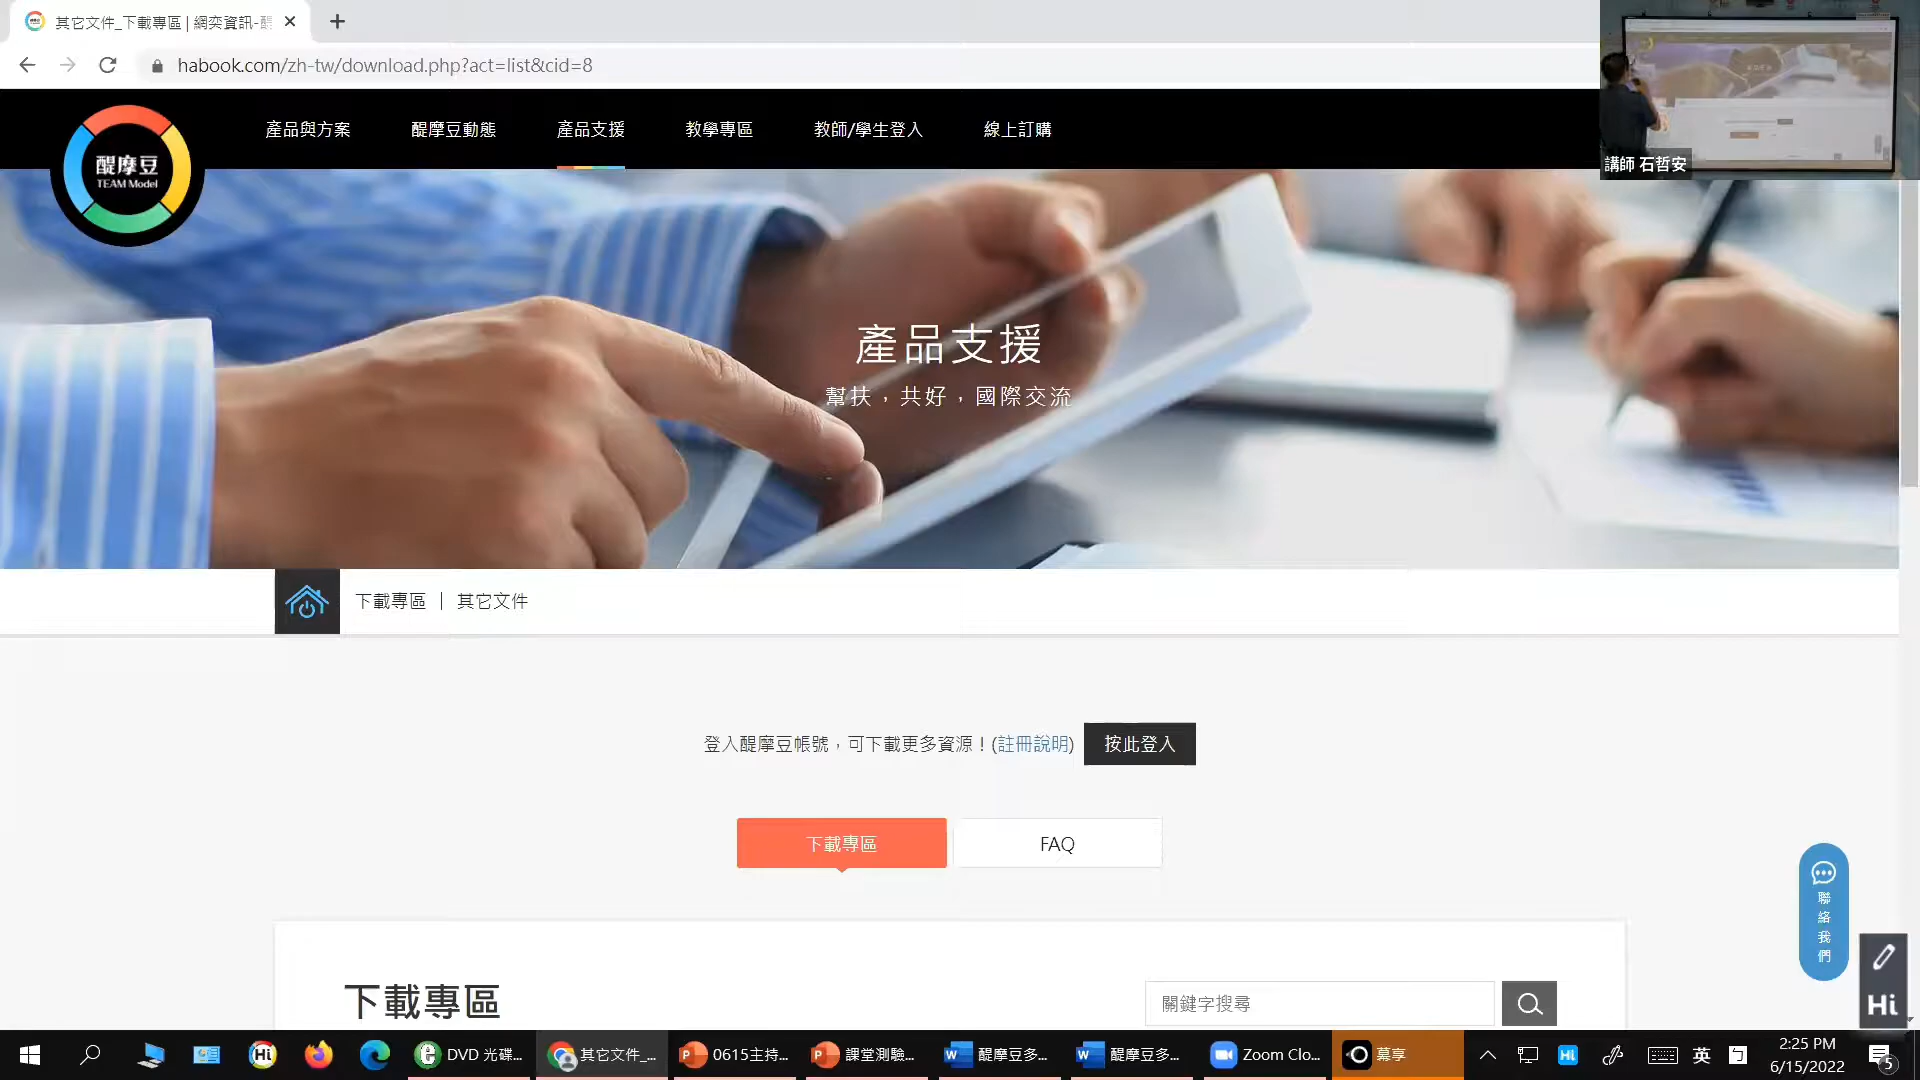 其它文件_下載專區 | 網奕資訊-醍
habook.com/zh-tw/download.php?act=list&cid=8
醍摩豆
TEAM Model
產品與方案
醍摩豆動態
產品支援
教學專區
教師/學生登入
線上訂購
講師 石哲安
產品支援
幫扶，共好，國際交流
下載專區 | 其它文件
登入醍摩豆帳號，可下載更多資源！(註冊說明) 按此登入
下載專區
FAQ
聯絡我們
下載專區
關鍵字搜尋
Hi
Hi
DVD 光碟...
其它文件_...
0615主持...
課堂測驗...
醍摩豆多...
醍摩豆多...
Zoom Clo...
幕享
英
2:25 PM
6/15/2022
5